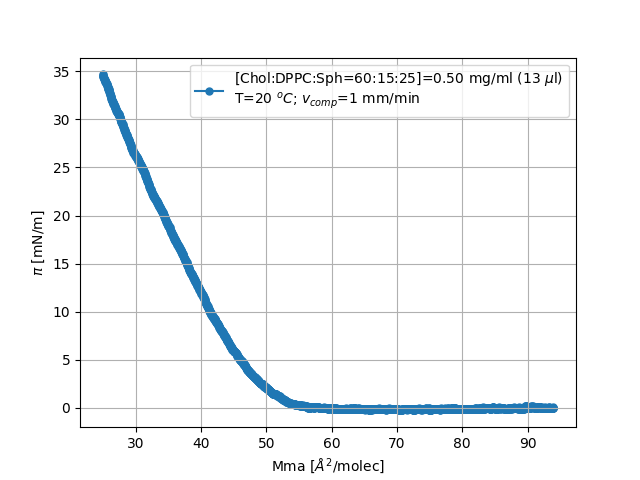 [Chol:DPPC:Sph=60:15:25]=0.50 mg/ml (13 μl)
T=20 °C; v_comp=1 mm/min
35
30
25
20
15
10
5
0
π [mN/m]
30 40 50 60 70 80 90
Mma [Å²/molec]